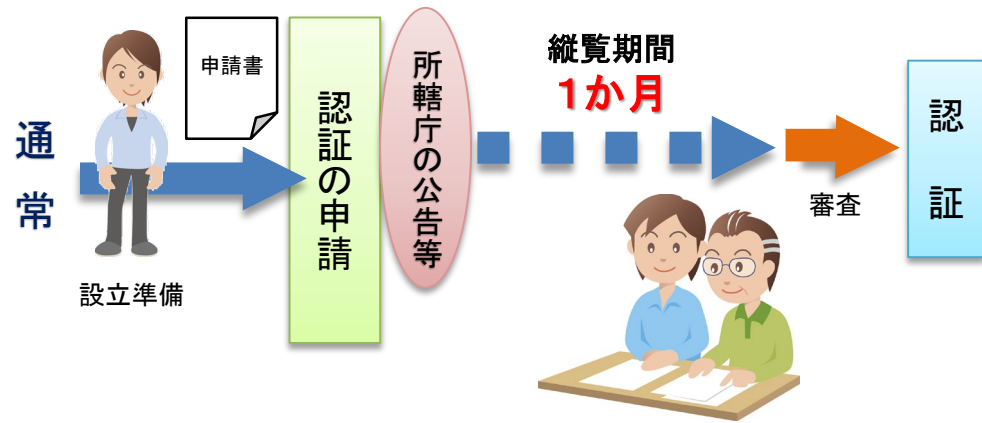 通常
設立準備
申請書
認証の申請
所轄庁の公告等
縦覧期間
1か月
審査
認証